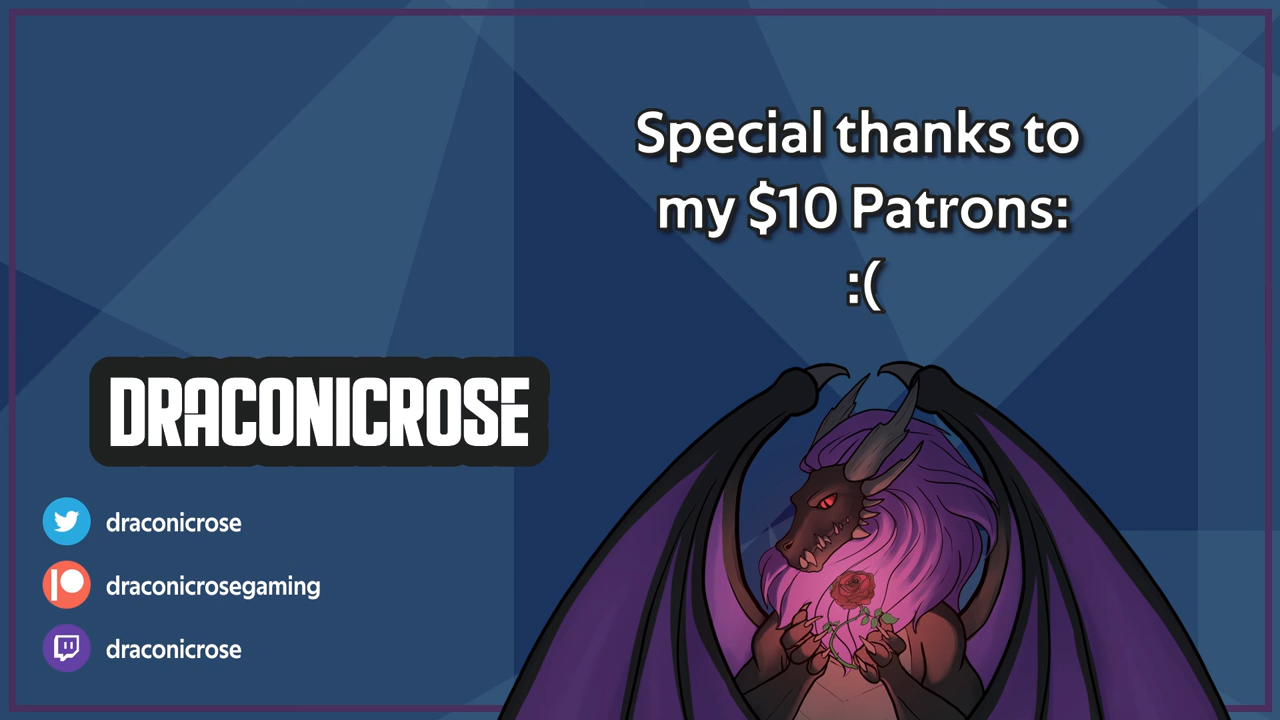 Special thanks to
my $10 Patrons:
:(
DRACONICROSE
draconicrose
draconicrosegaming
draconicrose